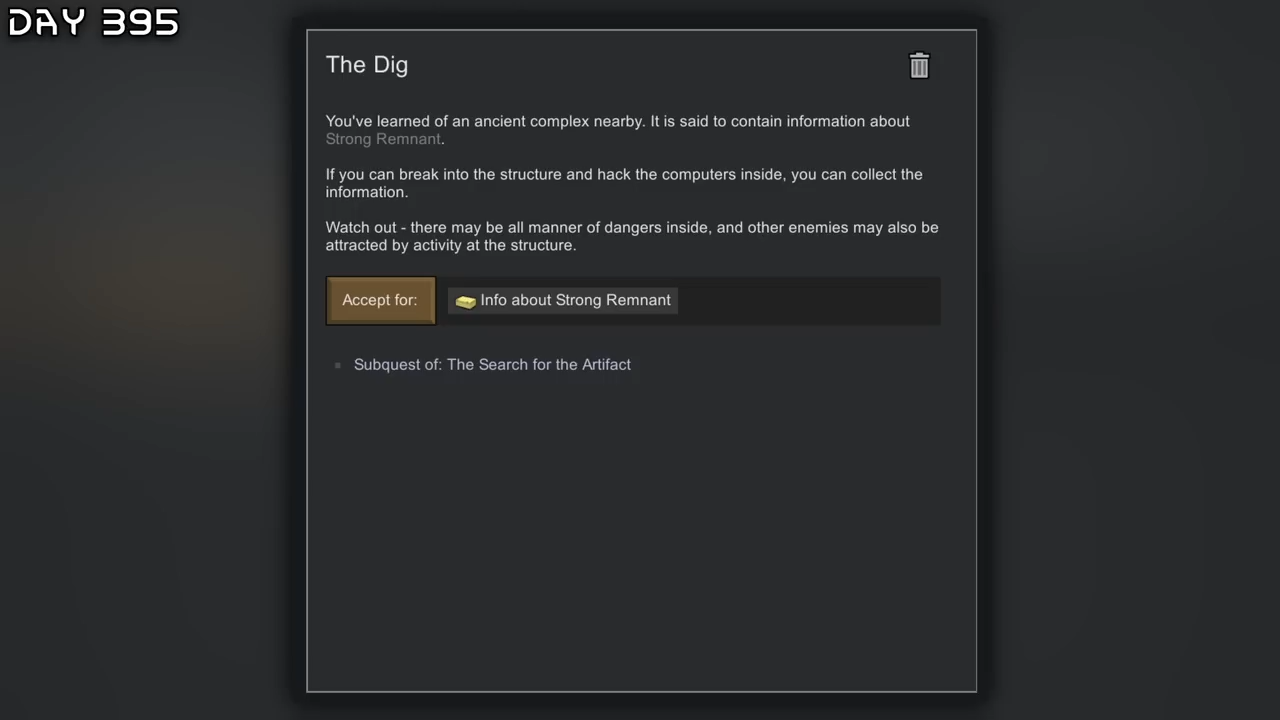 DAY 395
The Dig
You've learned of an ancient complex nearby. It is said to contain information about
Strong Remnant.
If you can break into the structure and hack the computers inside, you can collect the
information.
Watch out - there may be all manner of dangers inside, and other enemies may also be
attracted by activity at the structure.
Accept for: Info about Strong Remnant
Subquest of: The Search for the Artifact